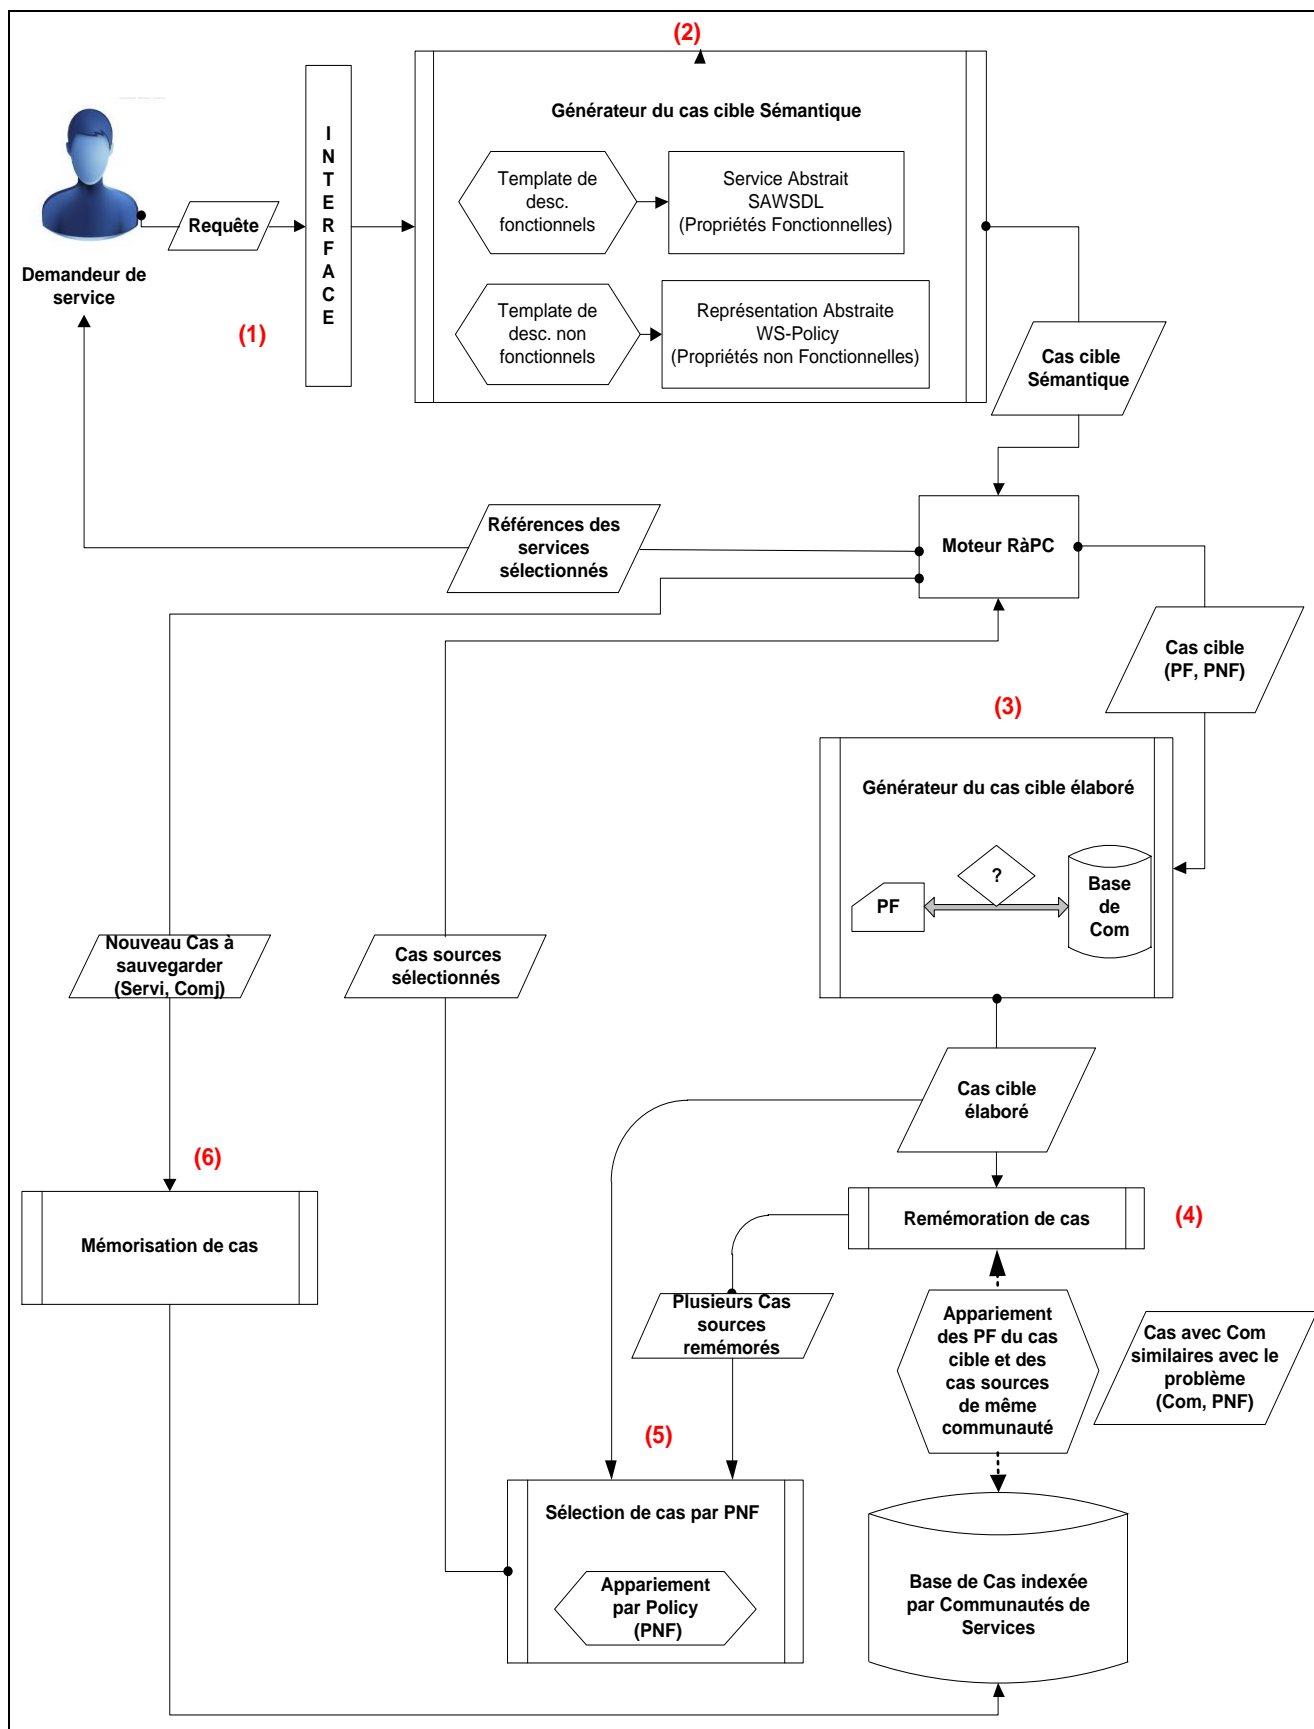 (2)
Générateur du cas cible Sémantique
INTERFACE
Template de
desc.
fonctionnels
Service Abstrait
SAWSDL
(Propriétés Fonctionnelles)
Requête
Demandeur de
service
(1)
Template de
desc. non
fonctionnels
Représentation Abstraite
WS-Policy
(Propriétés non Fonctionnelles)
Cas cible
Sémantique
Références des
services
sélectionnés
Moteur RàPC
Cas cible
(PF, PNF)
(3)
Générateur du cas cible élaboré
?
PF
Base
de
Com
Nouveau Cas à
sauvegarder
(Servi, Comj)
Cas sources
sélectionnés
Cas cible
élaboré
(6)
Mémorisation de cas
Remémoration de cas
(4)
Plusieurs Cas
sources
remémorés
Appariement
des PF du cas
cible et des
cas sources
de même
communauté
Cas avec Com
similaires avec le
problème
(Com, PNF)
(5)
Sélection de cas par PNF
Appariement
par Policy
(PNF)
Base de Cas indexée
par Communautés de
Services